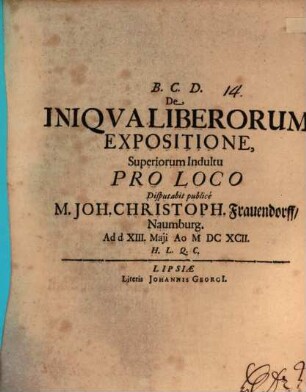 B. C. D. 14.
De
INIQVA LIBERORUM
EXPOSITIONE,
Superiorum Indultu
PRO LOCO
Disputabit publicè
M. JOH. CHRISTOPH. Frauendorff/
Naumburg.
Ad d XIII. Maji Ao M DC XCII.
H. L. Q. C,
LIPSIÆ
Literis JOHANNIS GEORGI.